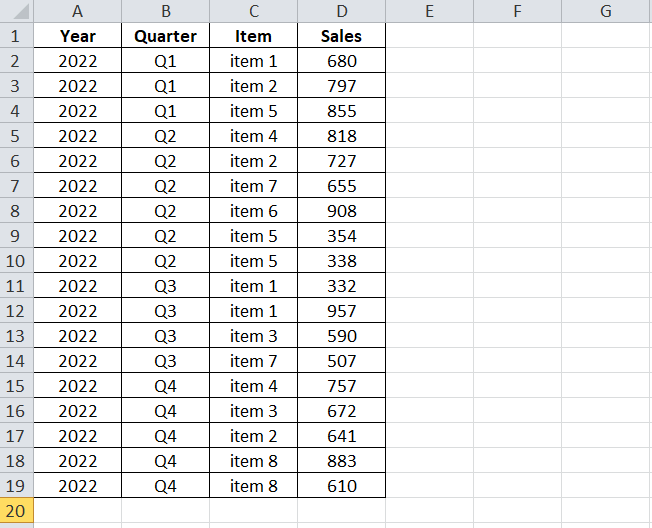 A B C D E F G
1 Year Quarter Item Sales
2 2022 Q1 item 1 680
3 2022 Q1 item 2 797
4 2022 Q1 item 5 855
5 2022 Q2 item 4 818
6 2022 Q2 item 2 727
7 2022 Q2 item 7 655
8 2022 Q2 item 6 908
9 2022 Q2 item 5 354
10 2022 Q2 item 5 338
11 2022 Q3 item 1 332
12 2022 Q3 item 1 957
13 2022 Q3 item 3 590
14 2022 Q3 item 7 507
15 2022 Q4 item 4 757
16 2022 Q4 item 3 672
17 2022 Q4 item 2 641
18 2022 Q4 item 8 883
19 2022 Q4 item 8 610
20